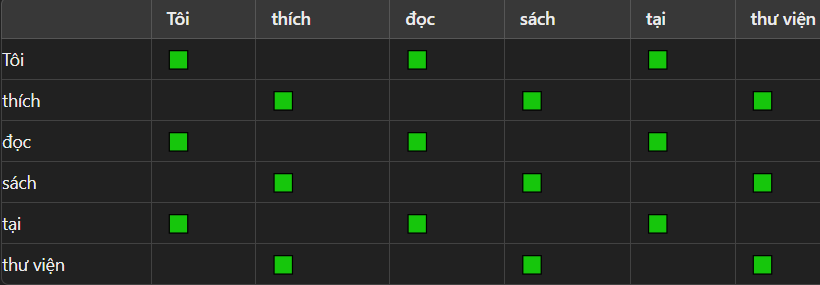 Tôi thích đọc sách tại thư viện
Tôi
thích
đọc
sách
tại
thư viện